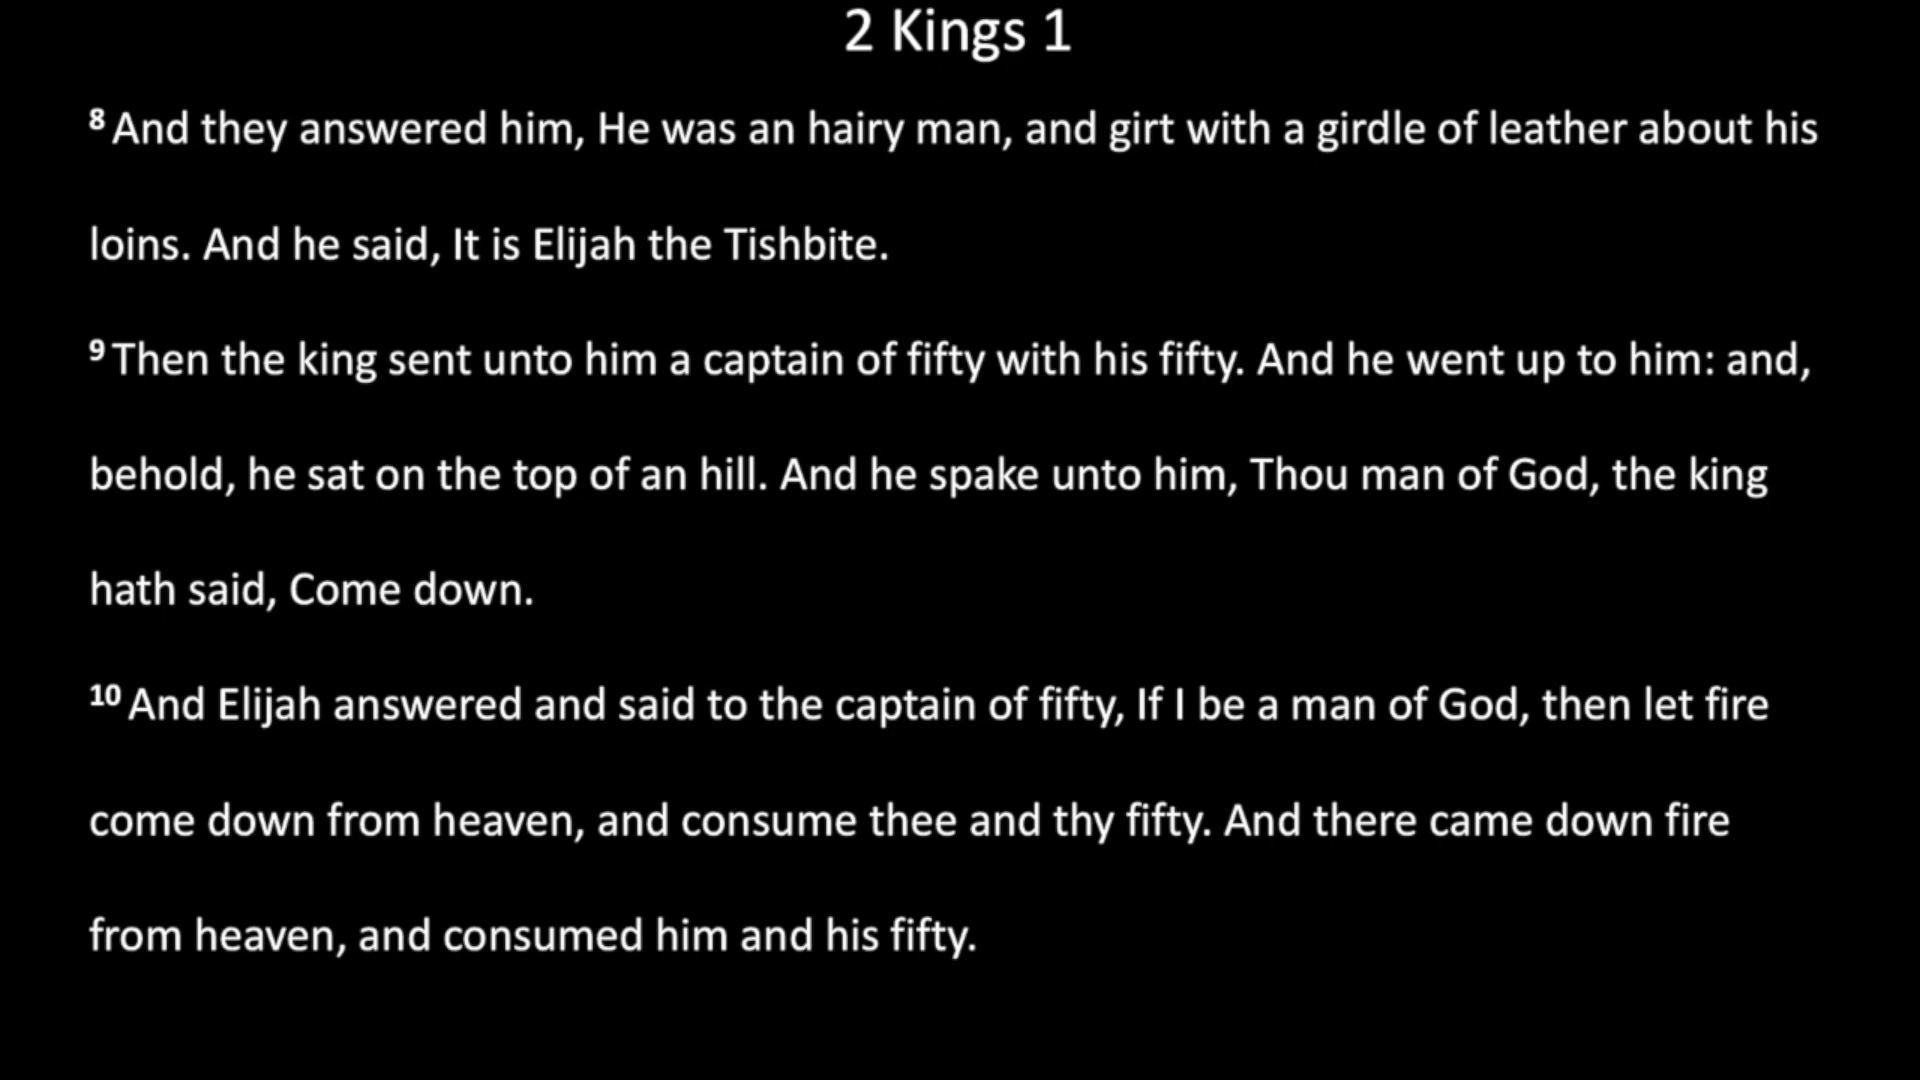 2 Kings 1
8 And they answered him, He was an hairy man, and girt with a girdle of leather about his
loins. And he said, It is Elijah the Tishbite.
9 Then the king sent unto him a captain of fifty with his fifty. And he went up to him: and,
behold, he sat on the top of an hill. And he spake unto him, Thou man of God, the king
hath said, Come down.
10 And Elijah answered and said to the captain of fifty, If I be a man of God, then let fire
come down from heaven, and consume thee and thy fifty. And there came down fire
from heaven, and consumed him and his fifty.